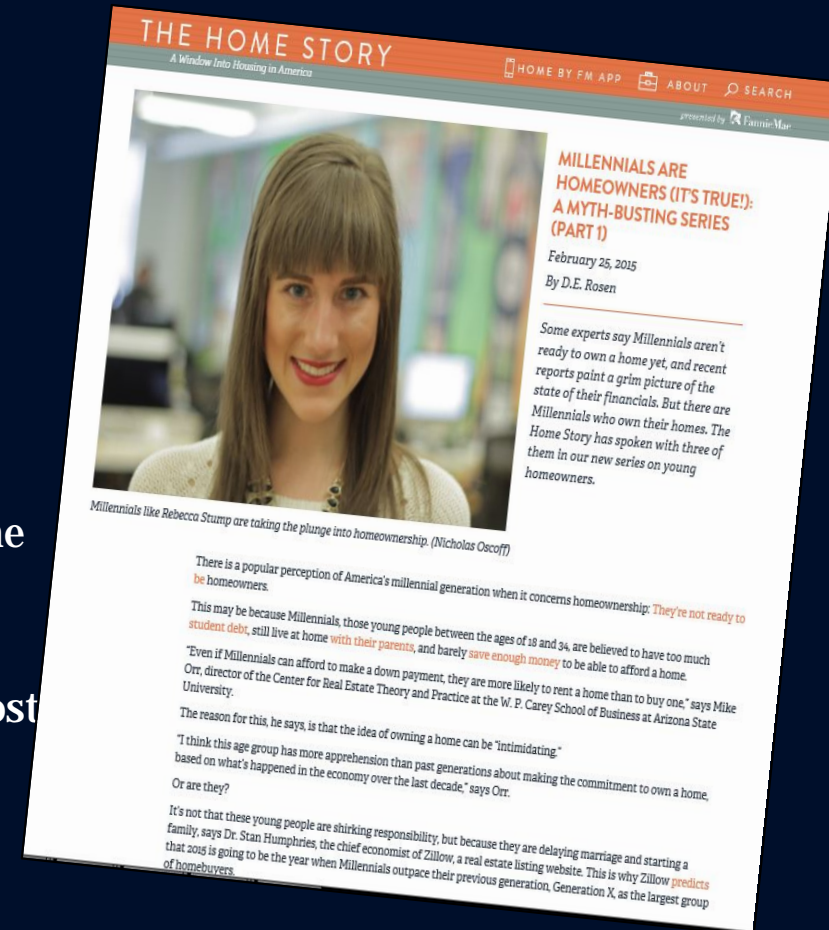 THE HOME STORY
A Window Into Housing in America
HOME BY FM APP
ABOUT
SEARCH
presented by FannieMae
MILLENNIALS ARE
HOMEOWNERS (IT'S TRUE!):
A MYTH-BUSTING SERIES
(PART 1)
February 25, 2015
By D.E. Rosen
Some experts say Millennials aren't
ready to own a home yet, and recent
reports paint a grim picture of the
state of their financials. But there are
Millennials who own their homes. The
Home Story has spoken with three of
them in our new series on young
homeowners.
Millennials like Rebecca Stump are taking the plunge into homeownership. (Nicholas Oscoff)
There is a popular perception of America's millennial generation when it concerns homeownership: They're not ready to
be homeowners.
This may be because Millennials, those young people between the ages of 18 and 34, are believed to have too much
student debt, still live at home with their parents, and barely save enough money to be able to afford a home.
"Even if Millennials can afford to make a down payment, they are more likely to rent a home than to buy one," says Mike
Orr, director of the Center for Real Estate Theory and Practice at the W. P. Carey School of Business at Arizona State
University.
The reason for this, he says, is that the idea of owning a home can be "intimidating."
"I think this age group has more apprehension than past generations about making the commitment to own a home,
based on what's happened in the economy over the last decade," says Orr.
Or are they?
It's not that these young people are shirking responsibility, but because they are delaying marriage and starting a
family, says Dr. Stan Humphries, the chief economist of Zillow, a real estate listing website. This is why Zillow predicts
that 2015 is going to be the year when Millennials outpace their previous generation, Generation X, as the largest group
of homebuyers.